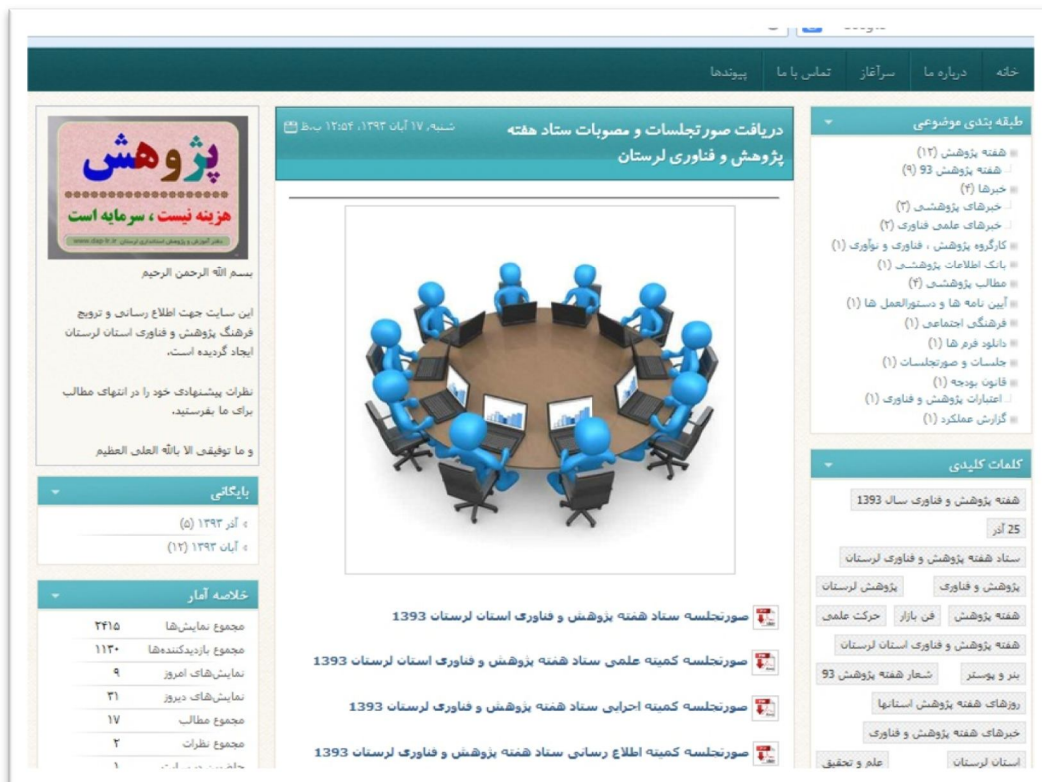 خانه درباره ما سرآغاز تماس با ما پیوندها
طبقه بندی موضوعی
هفته پژوهش (۱۲)
هفته پژوهش 93 (۹)
خبرها (۴)
خبرهای پژوهشی (۳)
خبرهای علمی فناوری (۲)
کارگروه پژوهش ، فناوری و نوآوری (۱)
بانک اطلاعات پژوهشی (۱)
مطالب پژوهشی (۴)
آیین نامه ها و دستورالعمل ها (۱)
فرهنگی اجتماعی (۱)
دانلود فرم ها (۱)
جلسات و صورتجلسات (۱)
قانون بودجه (۱)
اعتبارات پژوهش و فناوری (۱)
گزارش عملکرد (۱)
کلمات کلیدی
هفته پژوهش و فناوری سال 1393
25 آذر
ستاد هفته پژوهش و فناوری لرستان
پژوهش و فناوری پژوهش لرستان
هفته پژوهش فن بازار حرکت علمی
هفته پژوهش و فناوری استان لرستان
بنر و پوستر شعار هفته پژوهش 93
روزهای هفته پژوهش استانها
خبرهای هفته پژوهش و فناوری
استان لرستان علم و تحقیق
دریافت صورتجلسات و مصوبات ستاد هفته
پژوهش و فناوری لرستان
شنبه, ۱۷ آبان ۱۳۹۳، ۱۲:۵۴ ب.ظ
صورتجلسه ستاد هفته پژوهش و فناوری استان لرستان 1393
صورتجلسه کمیته علمی ستاد هفته پژوهش و فناوری استان لرستان 1393
صورتجلسه کمیته اجرایی ستاد هفته پژوهش و فناوری لرستان 1393
صورتجلسه کمیته اطلاع رسانی ستاد هفته پژوهش و فناوری لرستان 1393
پژوهش
هزینه نیست ، سرمایه است
دفتر آموزش و پژوهش استانداری لرستان
بسم الله الرحمن الرحیم
این سایت جهت اطلاع رسانی و ترویج
فرهنگ پژوهش و فناوری استان لرستان
ایجاد گردیده است.
نظرات پیشنهادی خود را در انتهای مطالب
برای ما بفرستید.
و ما توفیقی الا بالله العلی العظیم
بایگانی
آذر ۱۳۹۳ (۵)
آبان ۱۳۹۳ (۱۲)
خلاصه آمار
مجموع نمایش‌ها ۲۴۱۵
مجموع بازدیدکننده‌ها ۱۱۳۰
نمایش‌های امروز ۹
نمایش‌های دیروز ۳۱
مجموع مطالب ۱۷
مجموع نظرات ۲